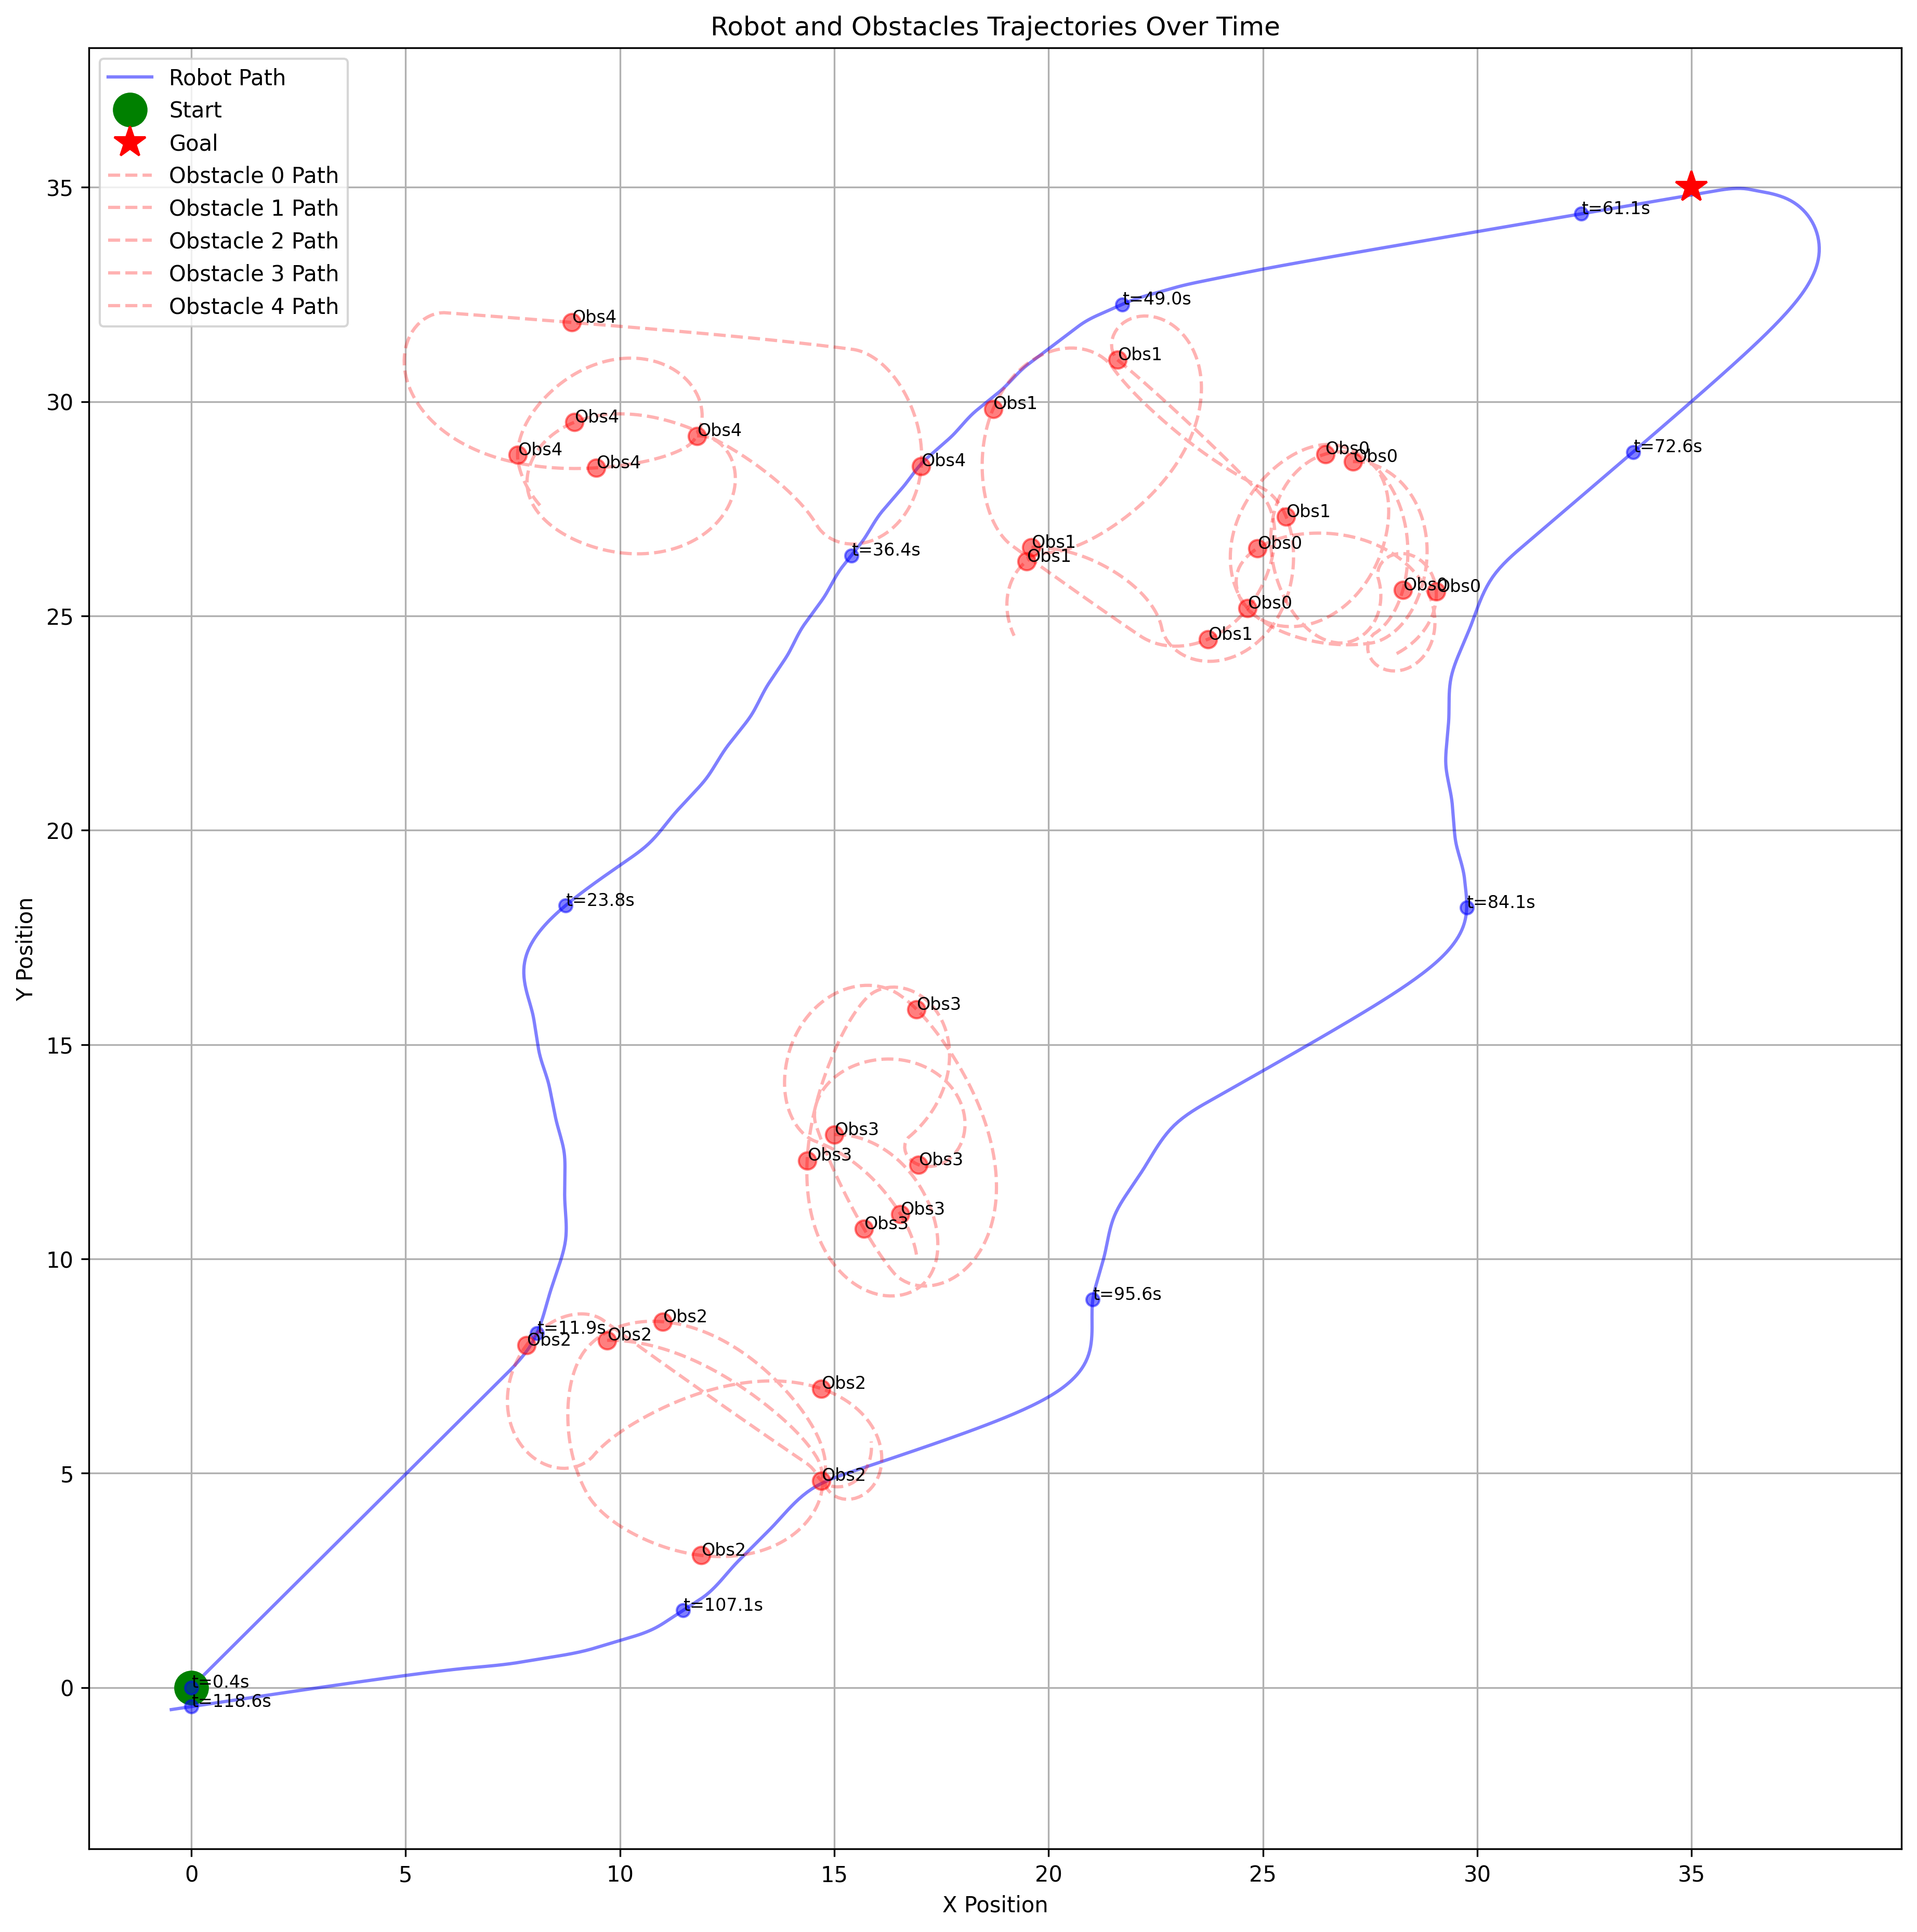 Robot and Obstacles Trajectories Over Time
Robot Path
Start
Goal
Obstacle 0 Path
Obstacle 1 Path
Obstacle 2 Path
Obstacle 3 Path
Obstacle 4 Path
Y Position
35
30
25
20
15
10
5
0
t=61.1s
t=49.0s
Obs4
Obs1
Obs1
Obs4
Obs4
Obs4
Obs4
Obs4
t=72.6s
Obs0
Obs0
Obs1
t=36.4s
Obs1
Obs1
Obs0
Obs0
Obs0
Obs0
Obs1
t=23.8s
t=84.1s
Obs3
Obs3
Obs3
Obs3
Obs3
Obs3
t=95.6s
Obs2
t=11.9s
Obs2
Obs2
Obs2
Obs2
Obs2
t=107.1s
t=0.4s
t=118.6s
0
5
10
15
20
25
30
35
X Position